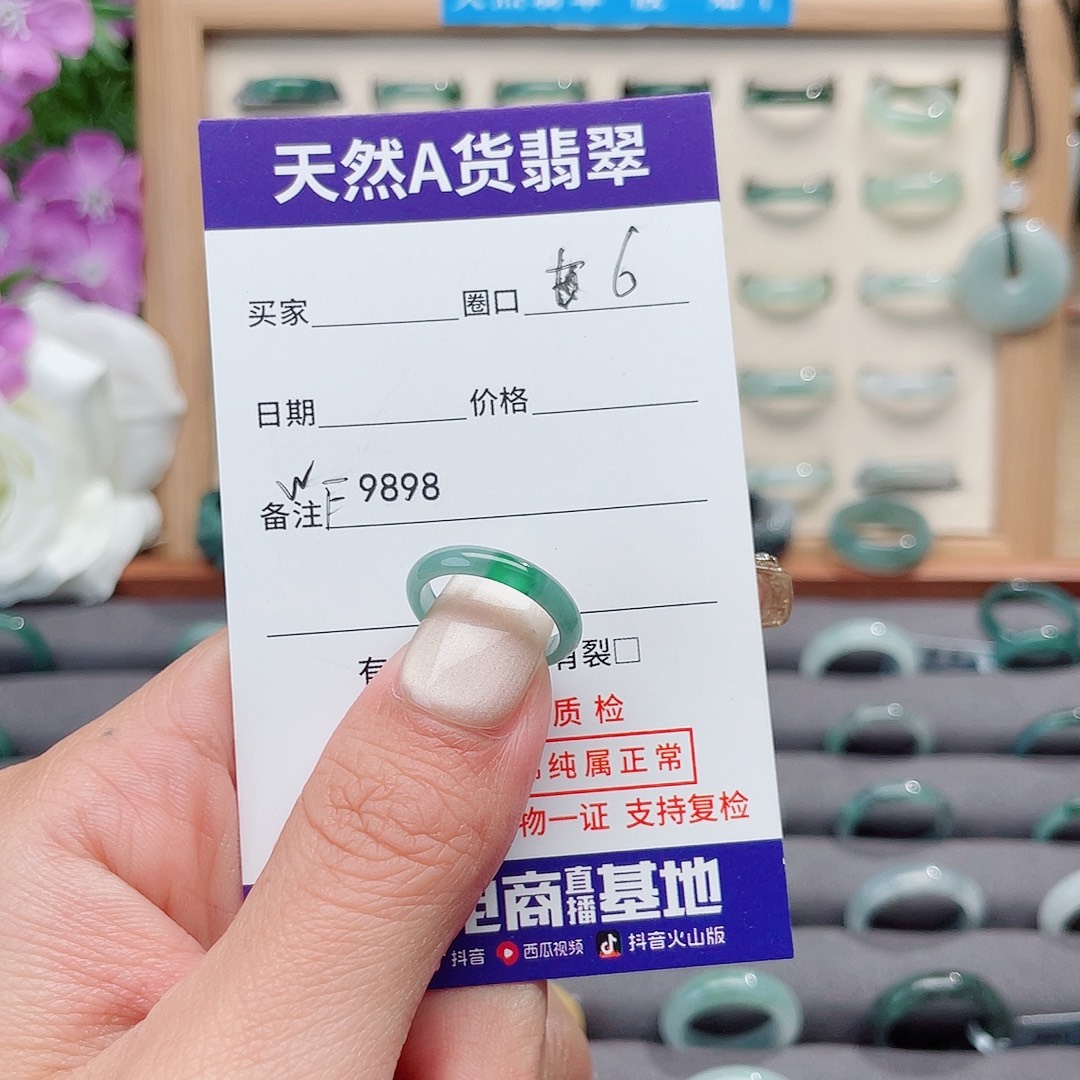 天然A货翡翠
买家 圈口 6
日期 价格
备注 WE 9898
有 有裂□
质检
纯属正常
物一证 支持复检
电商直播基地
抖音 西瓜视频 抖音火山版